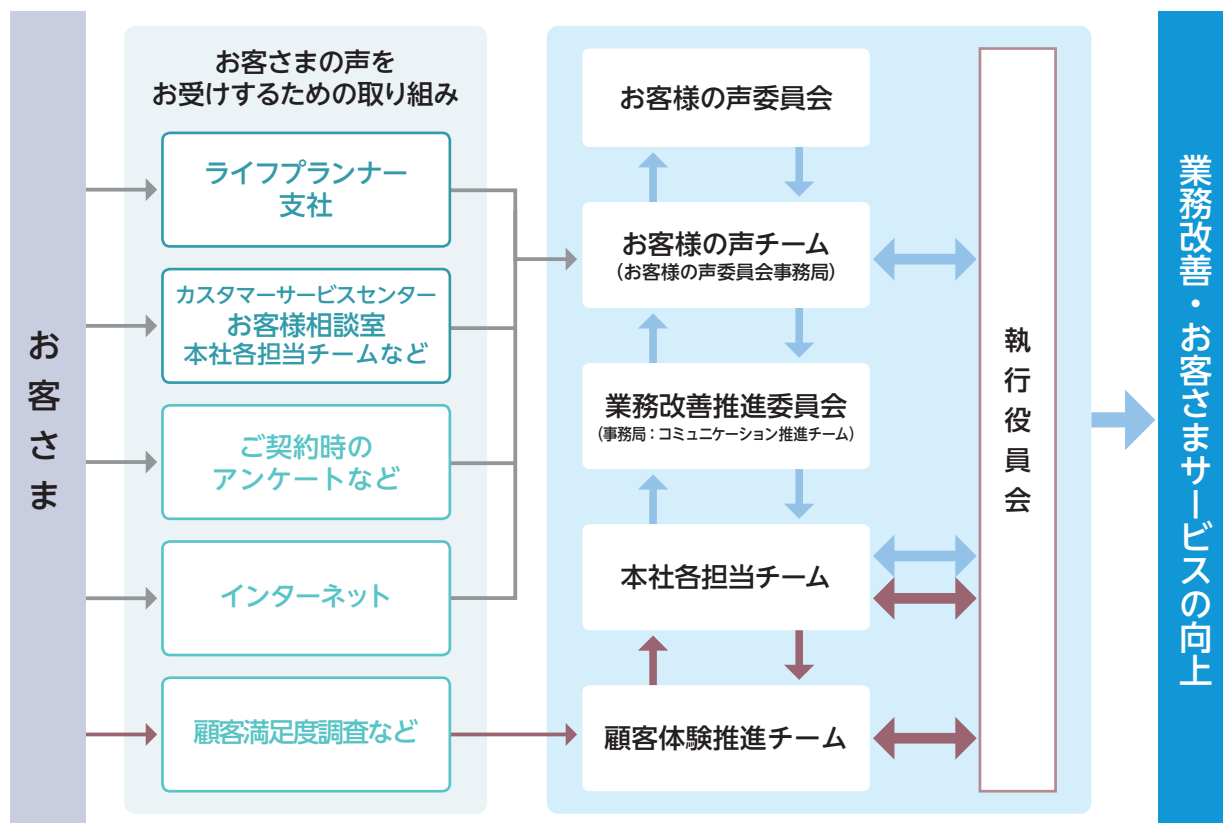 お客さま
お客さまの声を
お受けするための取り組み
ライフプランナー
支社
カスタマーサービスセンター
お客様相談室
本社各担当チームなど
ご契約時の
アンケートなど
インターネット
顧客満足度調査など
お客様の声委員会
お客様の声チーム
（お客様の声委員会事務局）
業務改善推進委員会
（事務局：コミュニケーション推進チーム）
本社各担当チーム
顧客体験推進チーム
執行役員会
業務改善・お客さまサービスの向上